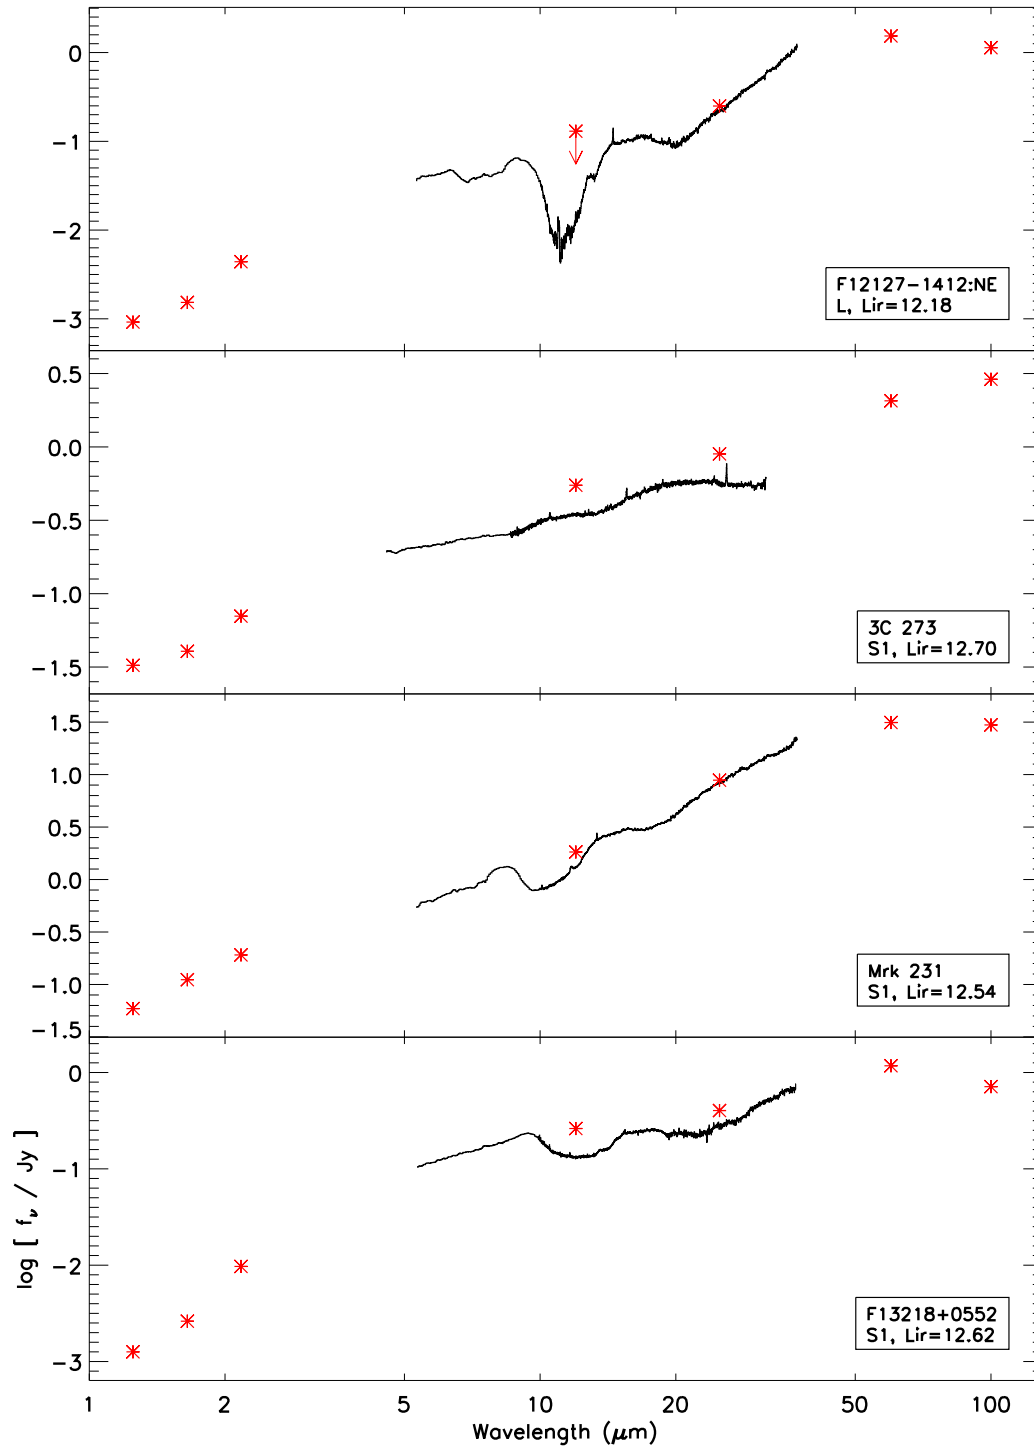 0
−1
−2
−3
F12127−1412:NE
L, Lir=12.18
0.5
0.0
−0.5
−1.0
−1.5
3C 273
S1, Lir=12.70
1.5
1.0
0.5
0.0
−0.5
−1.0
−1.5
Mrk 231
S1, Lir=12.54
0
−1
−2
−3
log [ fν / Jy ]
F13218+0552
S1, Lir=12.62
1 2 5 10 20 50 100
Wavelength (μm)